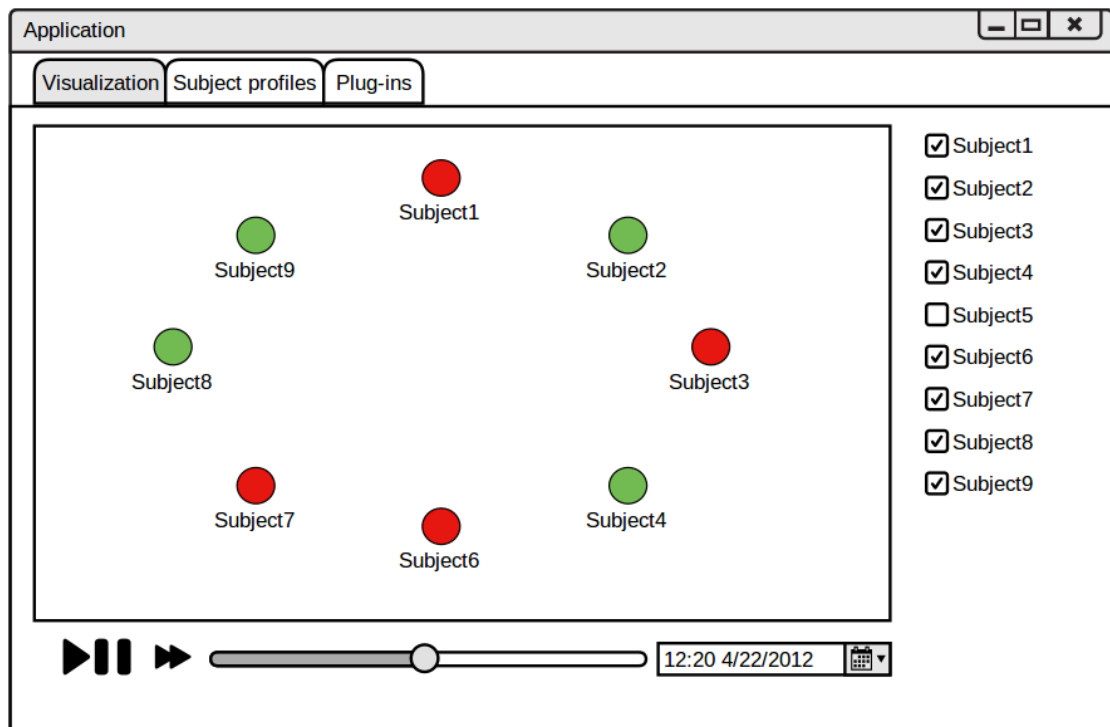 Application
Visualization Subject profiles Plug-ins
Subject1
Subject9
Subject2
Subject8
Subject3
Subject7
Subject4
Subject6
Subject1
Subject2
Subject3
Subject4
Subject5
Subject6
Subject7
Subject8
Subject9
12:20 4/22/2012